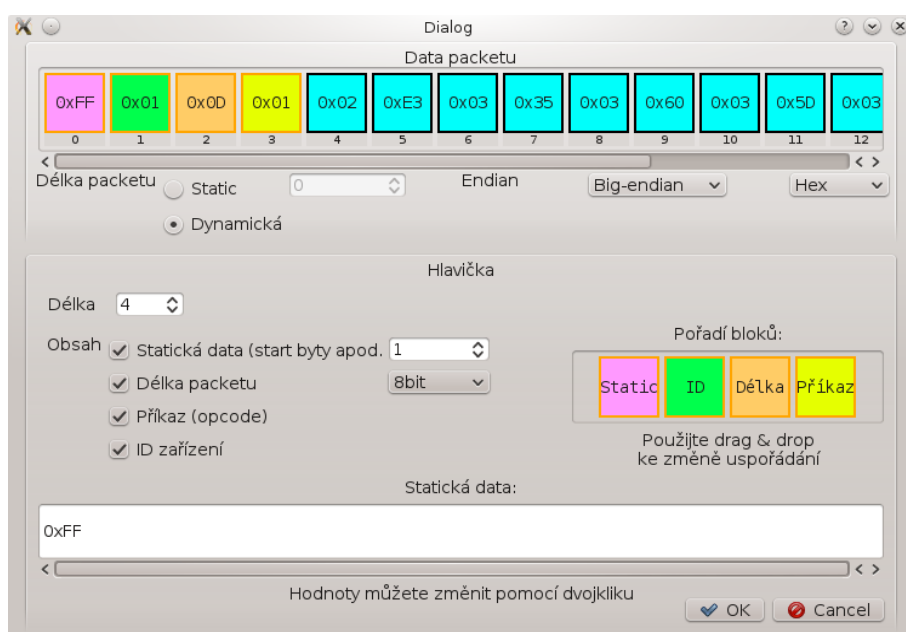 Dialog
Data packetu
0xFF 0x01 0x0D 0x01 0x02 0xE3 0x03 0x35 0x03 0x60 0x03 0x5D 0x03
0 1 2 3 4 5 6 7 8 9 10 11 12
Délka packetu Static 0 Endian Big-endian Hex
Dynamická
Hlavička
Délka 4
Pořadí bloků:
Obsah Statická data (start byty apod. 1
Static ID Délka Příkaz
Délka packetu 8bit
Příkaz (opcode)
Použijte drag & drop
ke změně uspořádání
ID zařízení
Statická data:
0xFF
Hodnoty můžete změnit pomocí dvojkliku
OK Cancel